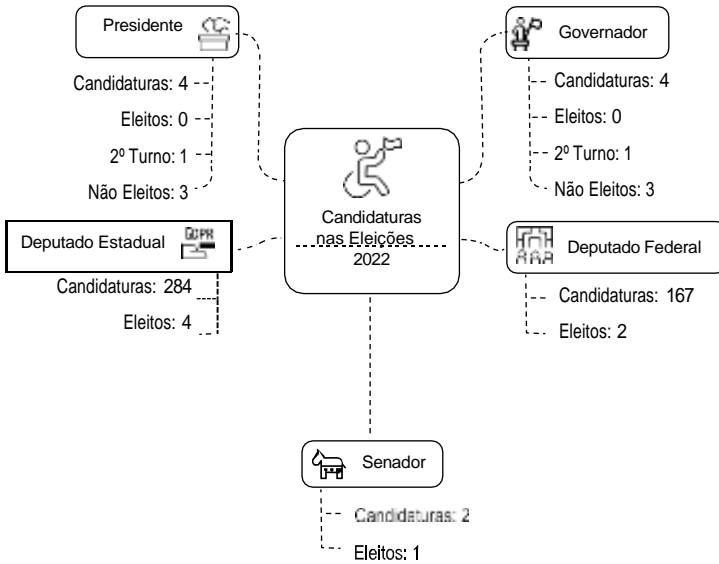 Presidente
Candidaturas: 4
Eleitos: 0
2º Turno: 1
Não Eleitos: 3
Governador
Candidaturas: 4
Eleitos: 0
2º Turno: 1
Não Eleitos: 3
Candidaturas
nas Eleições
2022
Deputado Estadual
GDPR
Candidaturas: 284
Eleitos: 4
Deputado Federal
Candidaturas: 167
Eleitos: 2
Senador
Candidaturas: 2
Eleitos: 1